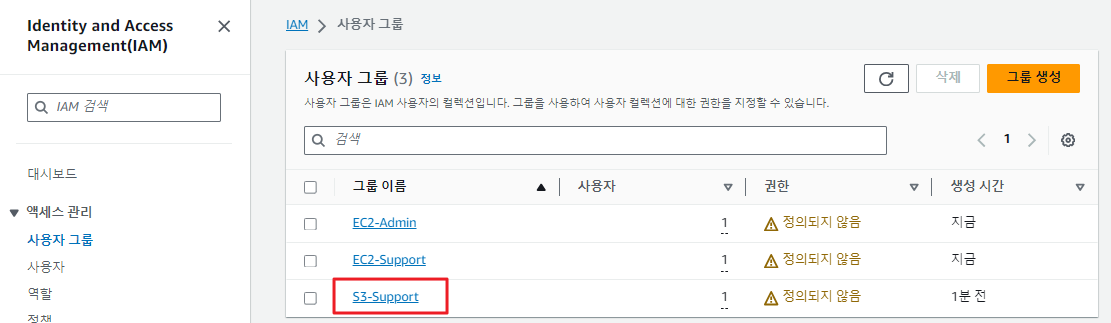 Identity and Access
Management(IAM)
IAM 검색
대시보드
액세스 관리
사용자 그룹
사용자
역할
정책
IAM > 사용자 그룹
사용자 그룹 (3) 정보
삭제
그룹 생성
사용자 그룹은 IAM 사용자의 컬렉션입니다. 그룹을 사용하여 사용자 컬렉션에 대한 권한을 지정할 수 있습니다.
검색
1
그룹 이름 사용자 권한 생성 시간
EC2-Admin 1 정의되지 않음 지금
EC2-Support 1 정의되지 않음 지금
S3-Support 1 정의되지 않음 1분 전